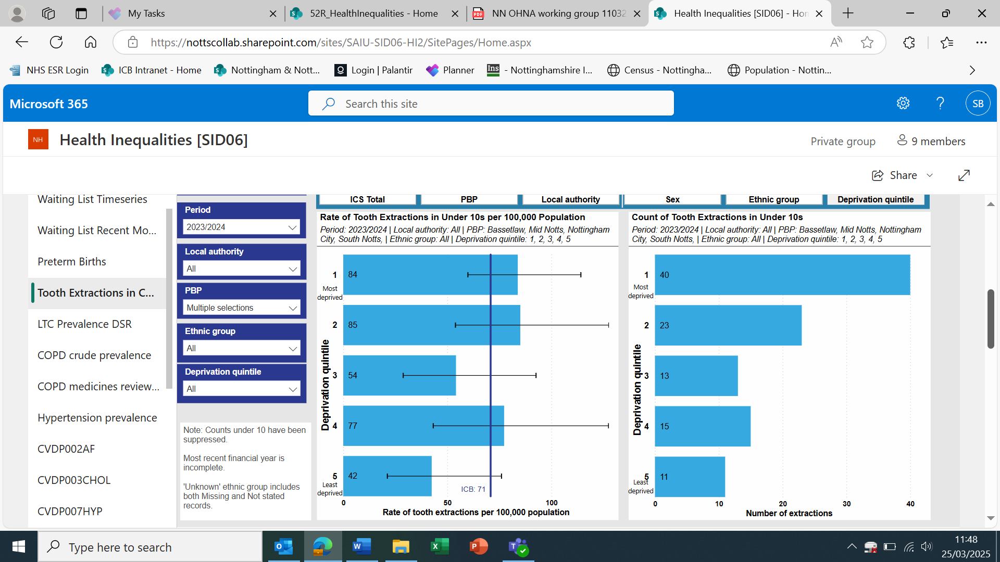 My Tasks
52R_HealthInequalities - Home
PDF
NN OHNA working group 11032
Health Inequalities [SID06] - Hom
https://nottscollab.sharepoint.com/sites/SAIU-SID06-HI2/SitePages/Home.aspx
NHS ESR Login
ICB Intranet - Home
Nottingham & Nott...
Login | Palantir
Planner
Ins
- Nottinghamshire I...
Census - Nottingha...
Population - Nottin...
Microsoft 365
Search this site
SB
NH
Health Inequalities [SID06]
Private group
9 members
Share
Waiting List Timeseries
Waiting List Recent Mo...
Preterm Births
Tooth Extractions in C...
LTC Prevalence DSR
COPD crude prevalence
COPD medicines review...
Hypertension prevalence
CVDP002AF
CVDP003CHOL
CVDP007HYP
Period
2023/2024
Local authority
All
PBP
Multiple selections
Ethnic group
All
Deprivation quintile
All
Note: Counts under 10 have been
suppressed.
Most recent financial year is
incomplete.
'Unknown' ethnic group includes
both Missing and Not stated
records.
ICS Total
PBP
Local authority
Sex
Ethnic group
Deprivation quintile
Rate of Tooth Extractions in Under 10s per 100,000 Population
Period: 2023/2024 | Local authority: All | PBP: Bassetlaw, Mid Notts, Nottingham
City, South Notts, | Ethnic group: All | Deprivation quintile: 1, 2, 3, 4, 5
Deprivation quintile
1
Most
deprived
84
2
85
3
54
4
77
5
Least
deprived
42
ICB: 71
0
50
100
Rate of tooth extractions per 100,000 population
Count of Tooth Extractions in Under 10s
Period: 2023/2024 | Local authority: All | PBP: Bassetlaw, Mid Notts, Nottingham
City, South Notts, | Ethnic group: All | Deprivation quintile: 1, 2, 3, 4, 5
Deprivation quintile
1
Most
deprived
40
2
23
3
13
4
15
5
Least
deprived
11
0
10
20
30
40
Number of extractions
Type here to search
11:48
25/03/2025